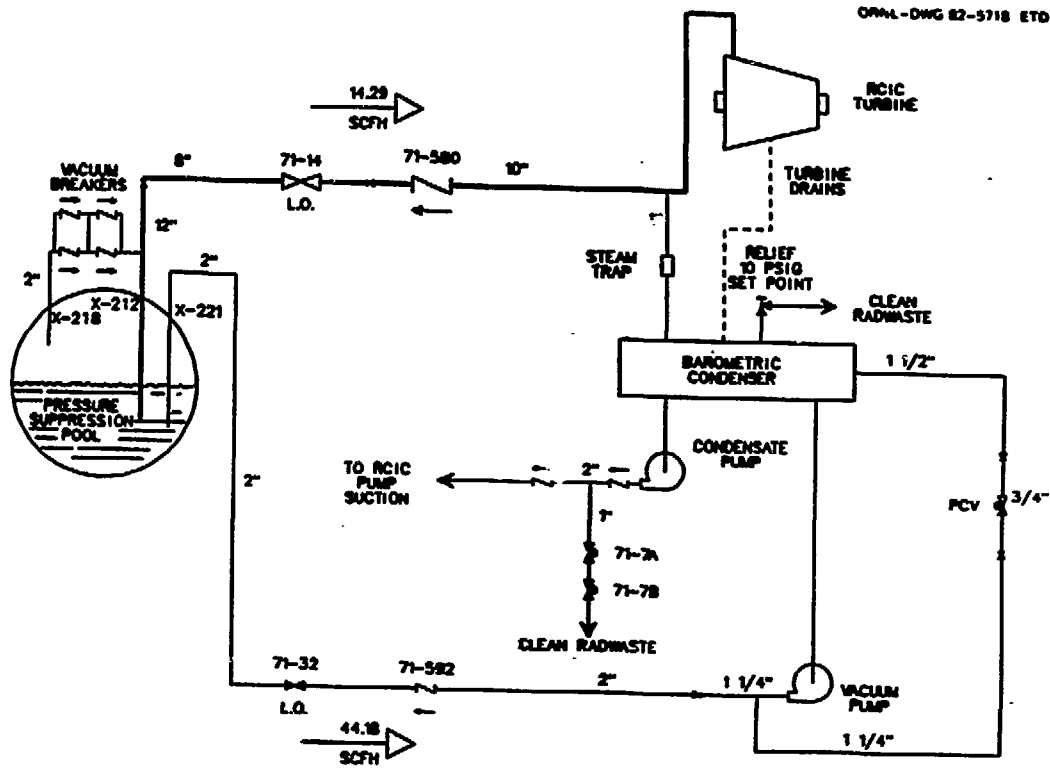 ORNL-DWG 82-5718 ETD
14.29
SCFH
RCIC
TURBINE
8"
71-14
71-580
10"
VACUUM
BREAKERS
L.O.
TURBINE
DRAINS
12"
2"
2"
STEAM
TRAP
1"
RELIEF
10 PSIG
SET POINT
CLEAN
RADWASTE
X-218
X-212
X-221
BAROMETRIC
CONDENSER
1 1/2"
PRESSURE
SUPPRESSION
POOL
CONDENSATE
PUMP
TO RCIC
PUMP
SUCTION
2"
2"
1"
PCV
3/4"
71-7A
71-7B
CLEAN RADWASTE
71-32
71-592
2"
1 1/4"
L.O.
VACUUM
PUMP
44.18
SCFH
1 1/4"